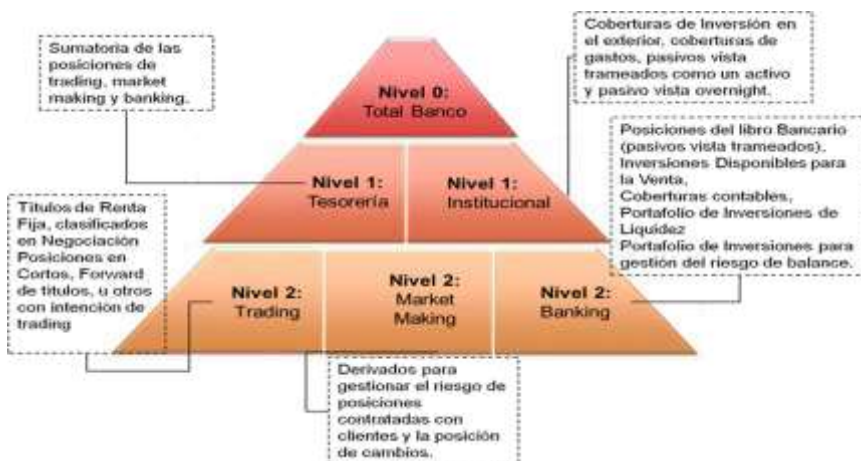 Sumatoria de las
posiciones de
trading, market
making y banking.
Coberturas de Inversión en
el exterior, coberturas de
gastos, pasivos vista
trameados como un activo
y pasivo vista overnight.
Nivel 0:
Total Banco
Nivel 1:
Tesorería
Nivel 1:
Institucional
Posiciones del libro Bancario
(pasivos vista trameados),
Inversiones Disponibles para
la Venta,
Coberturas contables,
Portafolio de Inversiones de
Liquidez
Portafolio de Inversiones para
gestión del riesgo de balance.
Títulos de Renta
Fija, clasificados
en Negociación
Posiciones en
Cortos, Forward
de títulos, u otros
con intención de
trading
Nivel 2:
Trading
Nivel 2:
Market
Making
Nivel 2:
Banking
Derivados para
gestionar el riesgo de
posiciones
contratadas con
clientes y la posición
de cambios.